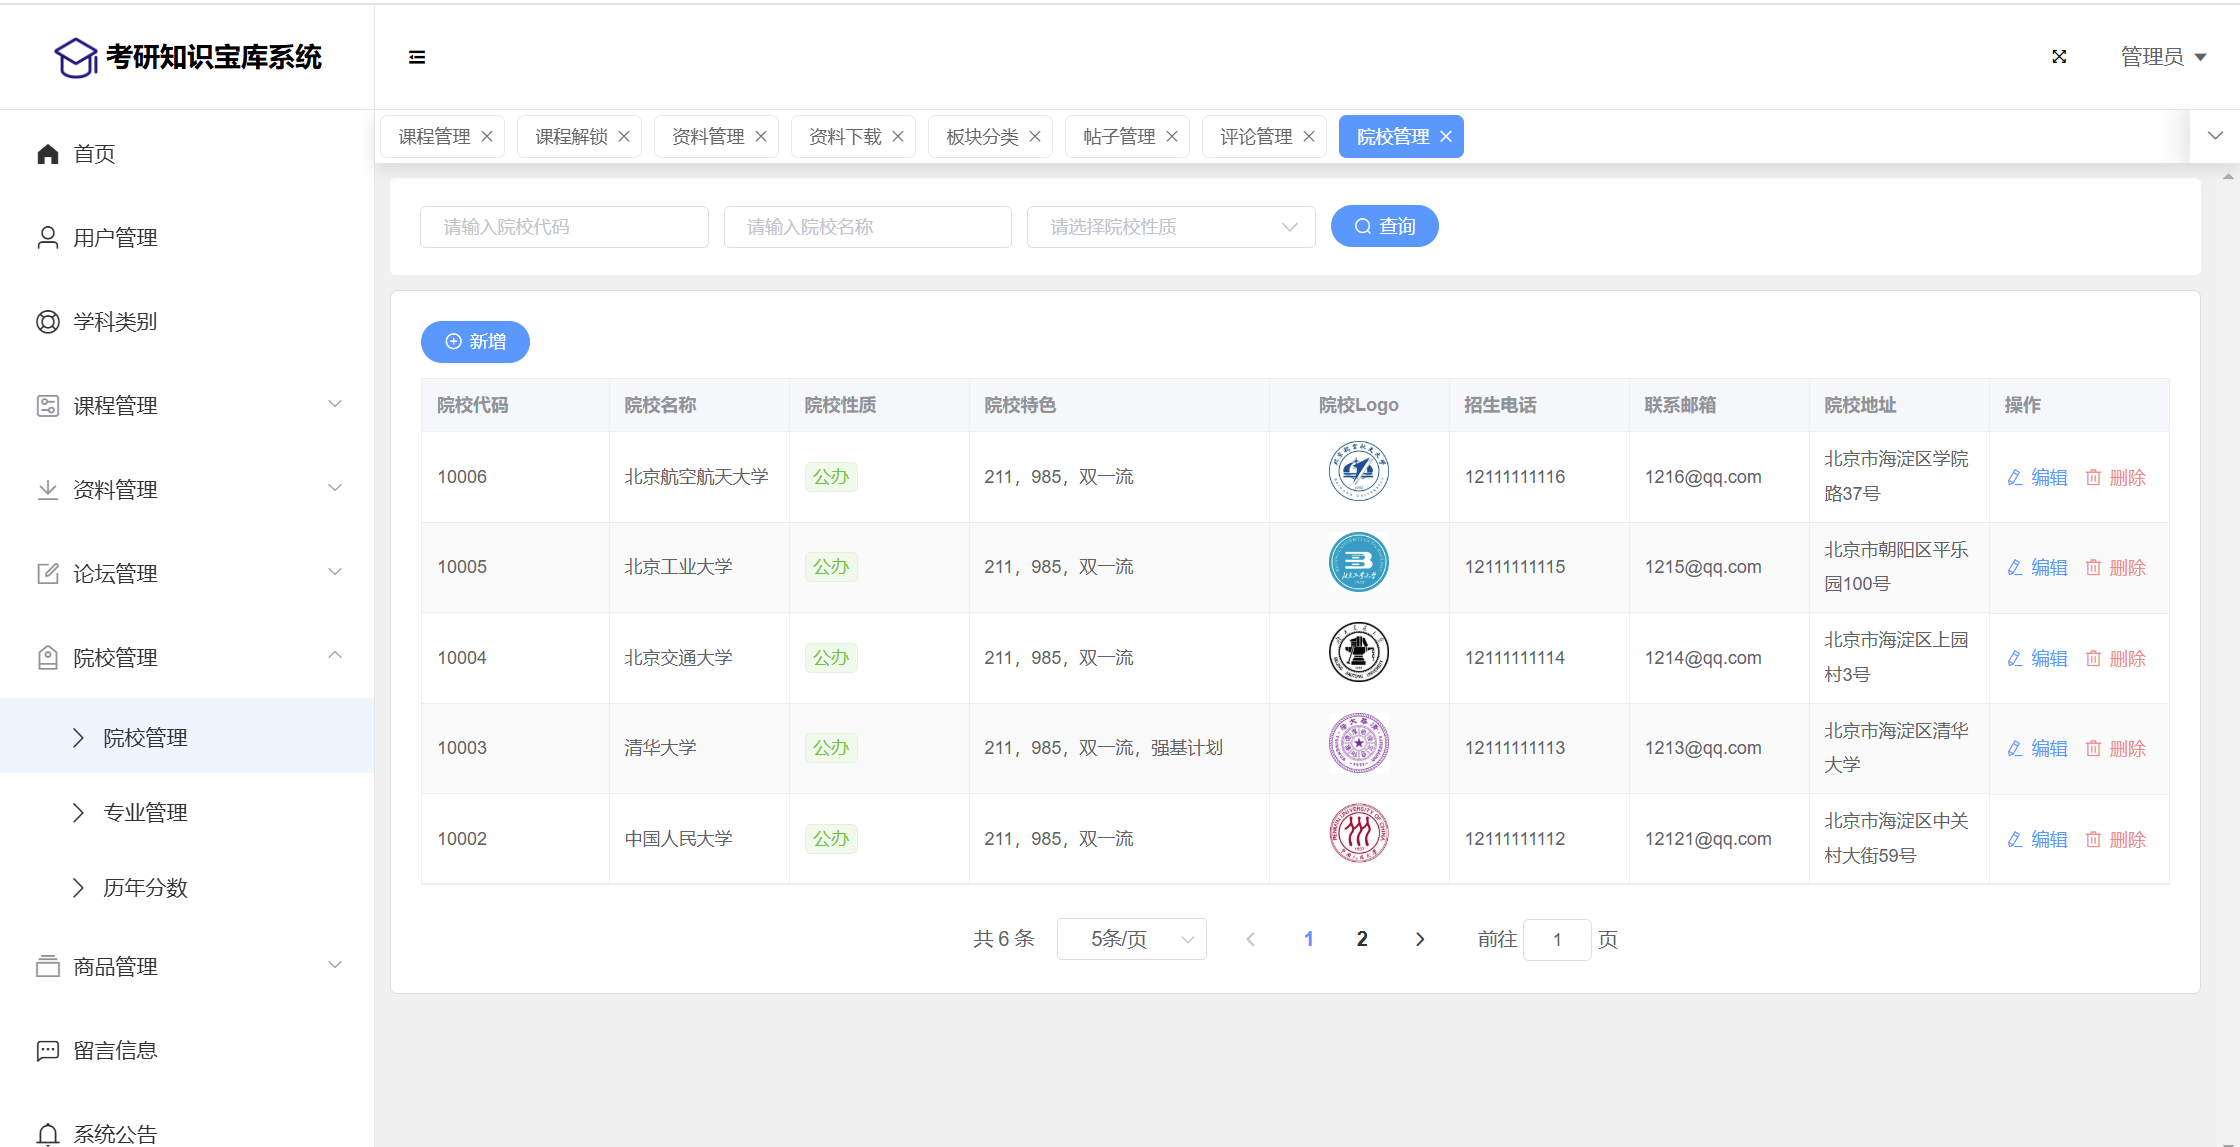 考研知识宝库系统
管理员
首页
用户管理
学科类别
课程管理
资料管理
论坛管理
院校管理
院校管理
专业管理
历年分数
商品管理
留言信息
系统公告
课程管理 课程解锁 资料管理 资料下载 板块分类 帖子管理 评论管理 院校管理
请输入院校代码 请输入院校名称 请选择院校性质 查询
新增
院校代码 院校名称 院校性质 院校特色 院校Logo 招生电话 联系邮箱 院校地址 操作
10006 北京航空航天大学 公办 211，985，双一流 12111111116 1216@qq.com 北京市海淀区学院
路37号 编辑 删除
10005 北京工业大学 公办 211，985，双一流 12111111115 1215@qq.com 北京市朝阳区平乐
园100号 编辑 删除
10004 北京交通大学 公办 211，985，双一流 12111111114 1214@qq.com 北京市海淀区上园
村3号 编辑 删除
10003 清华大学 公办 211，985，双一流，强基计划 12111111113 1213@qq.com 北京市海淀区清华
大学 编辑 删除
10002 中国人民大学 公办 211，985，双一流 12111111112 12121@qq.com 北京市海淀区中关
村大街59号 编辑 删除
共 6 条 5条/页 1 2 前往 1 页